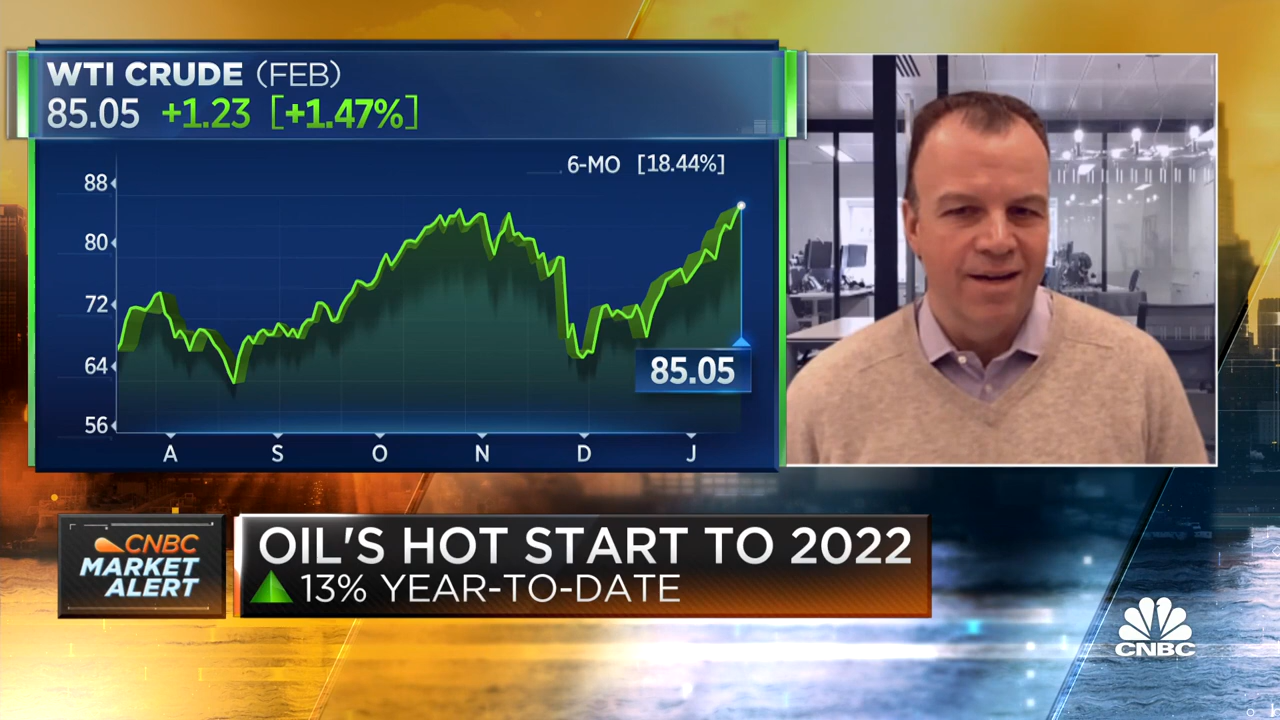 WTI CRUDE (FEB)
85.05 +1.23 [+1.47%]
6-MO [18.44%]
88
80
72
64
56
85.05
A S O N D J
CNBC
MARKET
ALERT
OIL'S HOT START TO 2022
13% YEAR-TO-DATE
CNBC